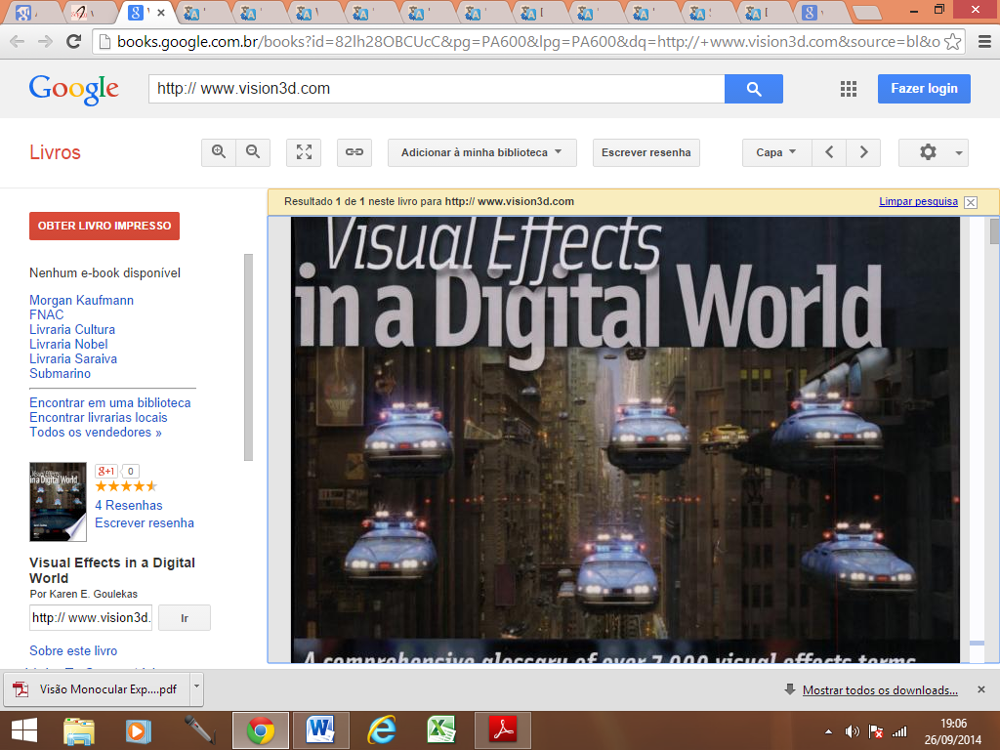 books.google.com.br/books?id=82lh28OBCUcC&pg=PA600&lpg=PA600&dq=http://+www.vision3d.com&source=bl&o
Google
http:// www.vision3d.com
Fazer login
Livros
Adicionar à minha biblioteca
Escrever resenha
Capa
Resultado 1 de 1 neste livro para http:// www.vision3d.com
Limpar pesquisa
OBTER LIVRO IMPRESSO
Nenhum e-book disponível
Morgan Kaufmann
FNAC
Livraria Cultura
Livraria Nobel
Livraria Saraiva
Submarino
Encontrar em uma biblioteca
Encontrar livrarias locais
Todos os vendedores »
g+1 0
4 Resenhas
Escrever resenha
Visual Effects in a Digital
World
Por Karen E. Goulekas
http:// www.vision3d.
Ir
Sobre este livro
Visual Effects
in a Digital World
A comprehensive glossary of over 7,000 visual effects terms
Visão Monocular Exp....pdf
Mostrar todos os downloads...
19:06
26/09/2014